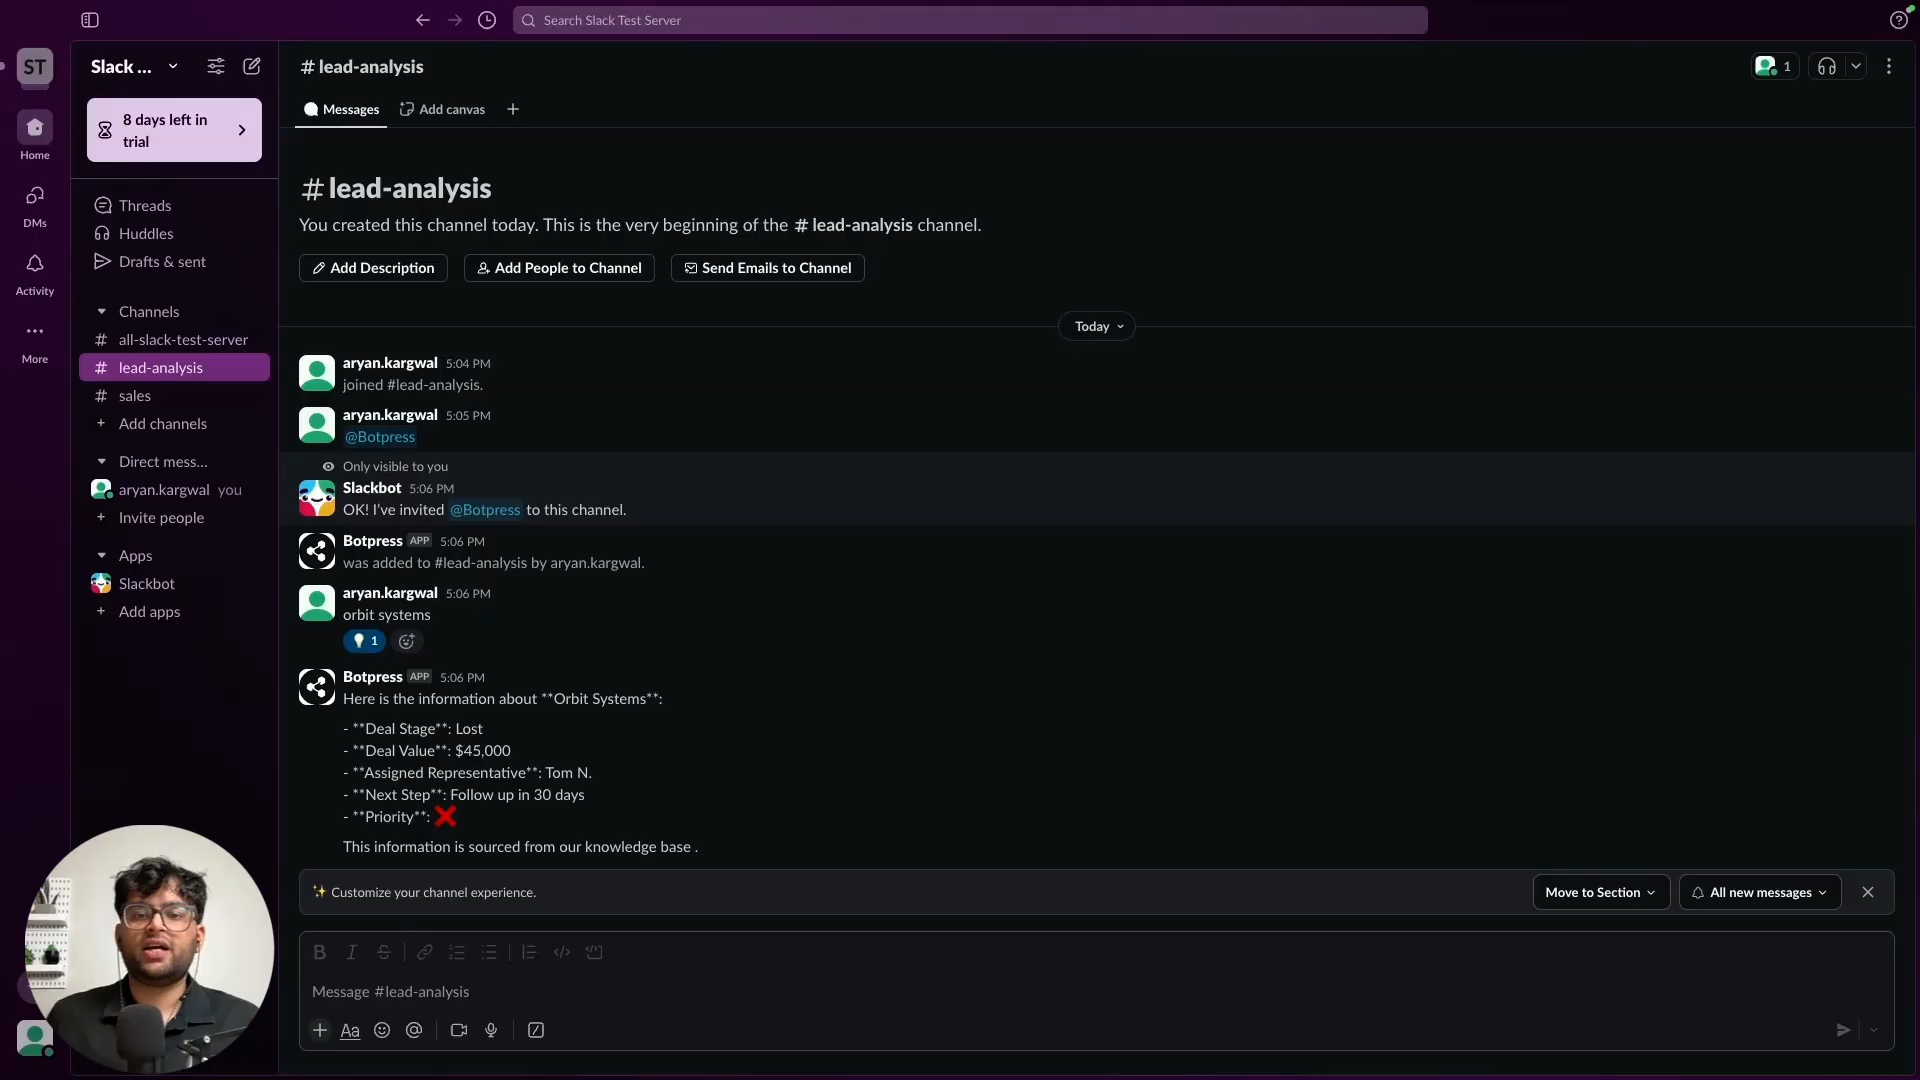 Search Slack Test Server
ST
Slack ...
# lead-analysis
1
8 days left in
trial
Messages
Add canvas
Home
DMs
Activity
More
Threads
Huddles
Drafts & sent
Channels
# all-slack-test-server
# lead-analysis
# sales
+ Add channels
Direct mess...
aryan.kargwal you
+ Invite people
Apps
Slackbot
+ Add apps
# lead-analysis
You created this channel today. This is the very beginning of the # lead-analysis channel.
Add Description
Add People to Channel
Send Emails to Channel
Today
aryan.kargwal 5:04 PM
joined #lead-analysis.
aryan.kargwal 5:05 PM
@Botpress
Only visible to you
Slackbot 5:06 PM
OK! I've invited @Botpress to this channel.
Botpress APP 5:06 PM
was added to #lead-analysis by aryan.kargwal.
aryan.kargwal 5:06 PM
orbit systems
💡 1
Botpress APP 5:06 PM
Here is the information about **Orbit Systems**:
- **Deal Stage**: Lost
- **Deal Value**: $45,000
- **Assigned Representative**: Tom N.
- **Next Step**: Follow up in 30 days
- **Priority**: ❌
This information is sourced from our knowledge base .
✨ Customize your channel experience.
Move to Section
All new messages
Message #lead-analysis
Aa